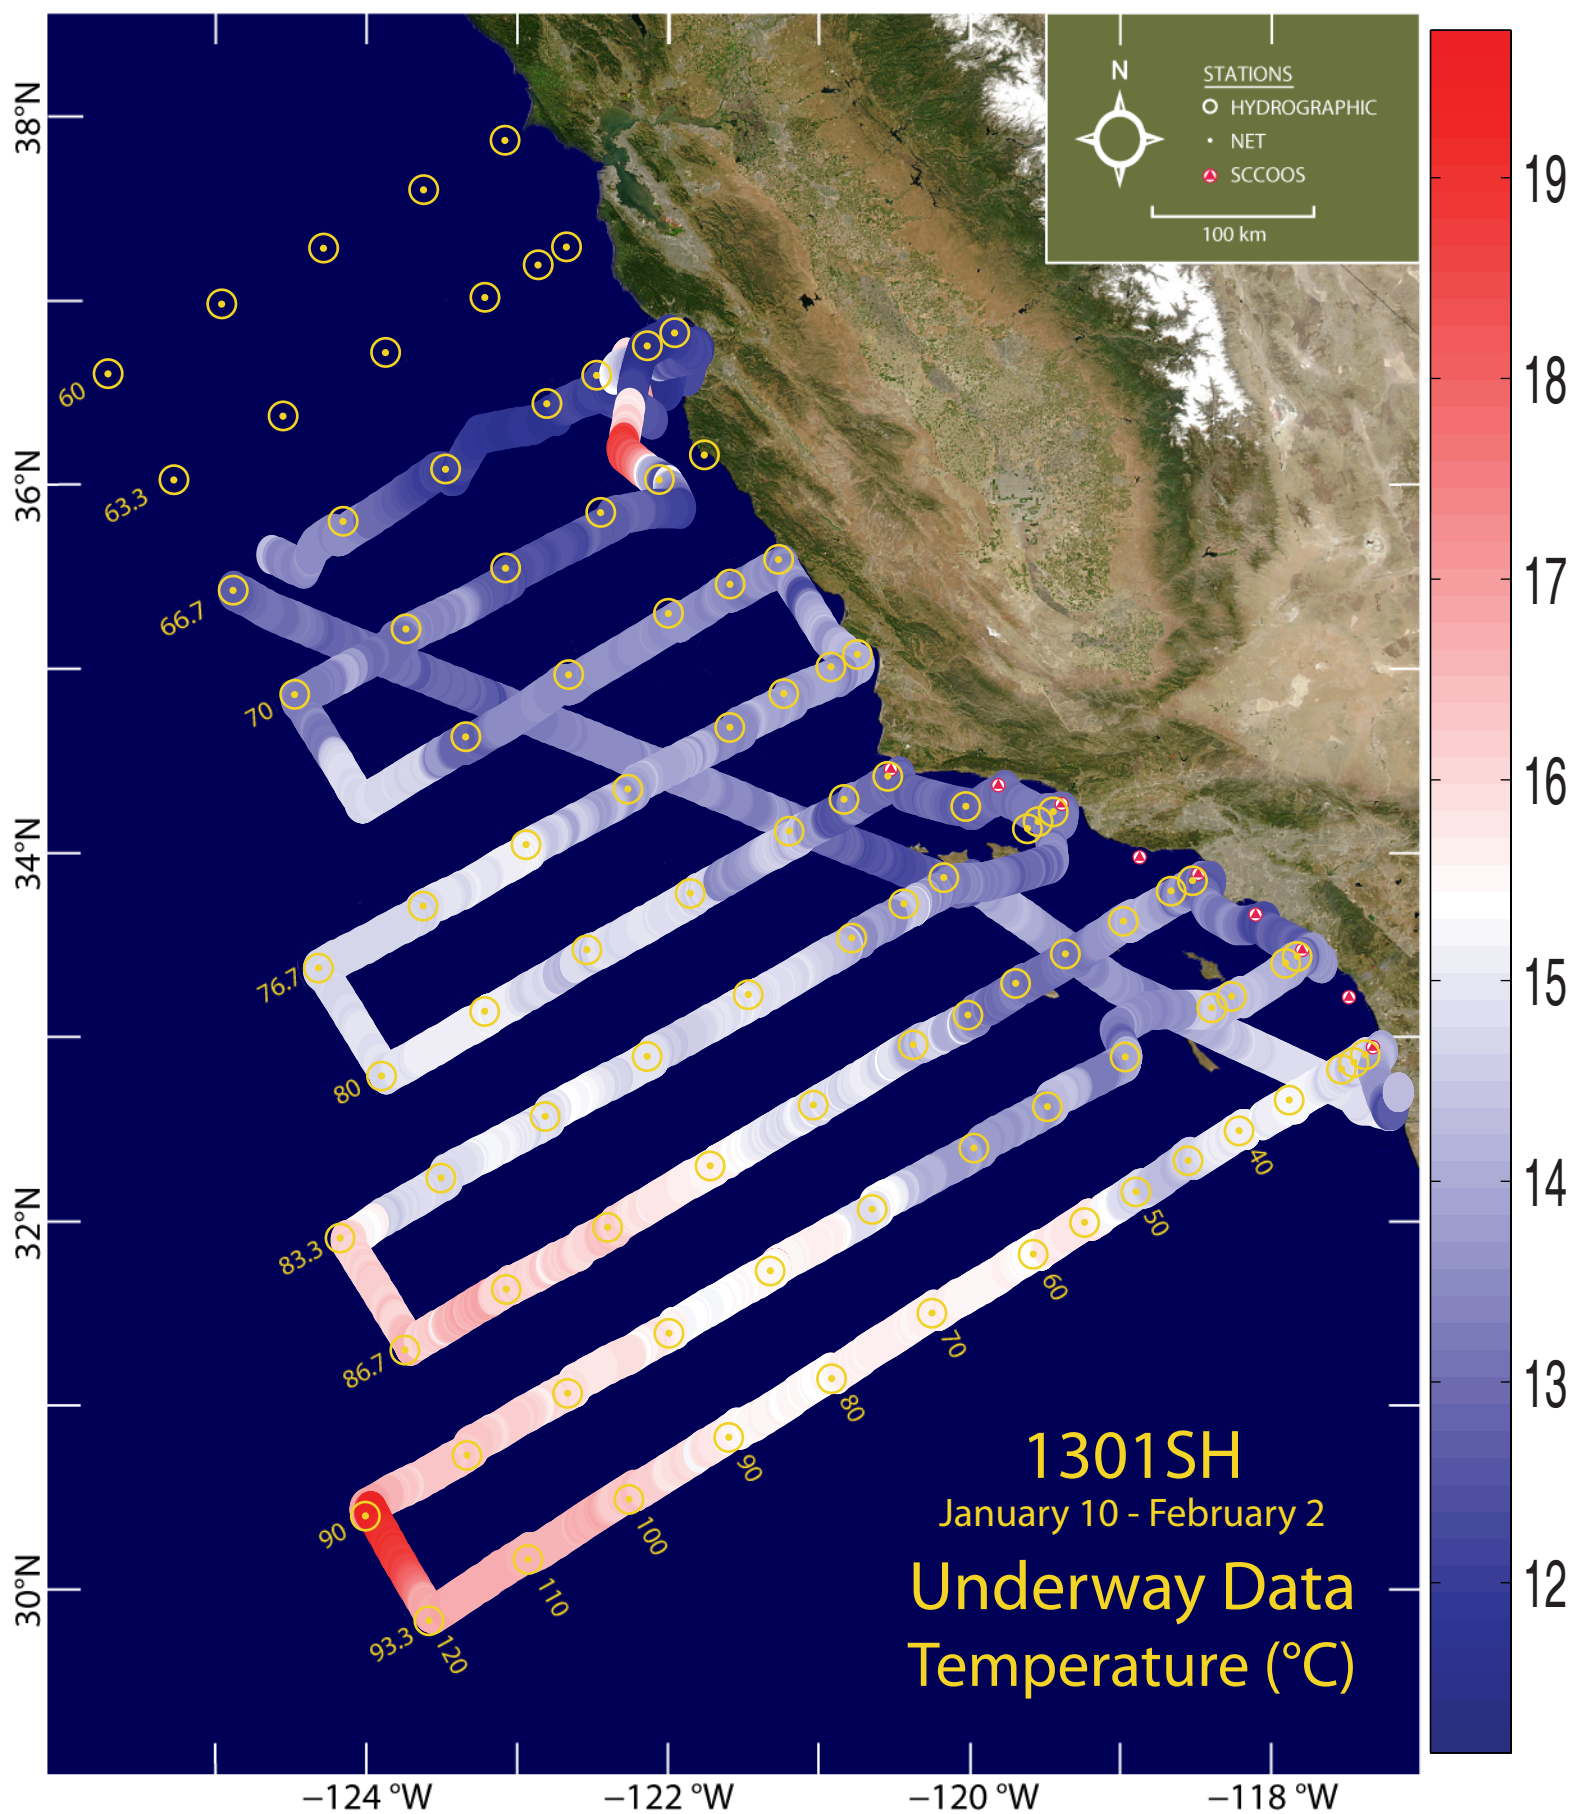 38°N
36°N
34°N
32°N
30°N
N
STATIONS
HYDROGRAPHIC
NET
SCCOOS
100 km
19
18
17
16
15
14
13
12
60
63.3
66.7
70
76.7
80
83.3
86.7
90
93.3
40
50
60
70
80
90
100
110
120
1301SH
January 10 - February 2
Underway Data
Temperature (°C)
−124 °W
−122 °W
−120 °W
−118 °W